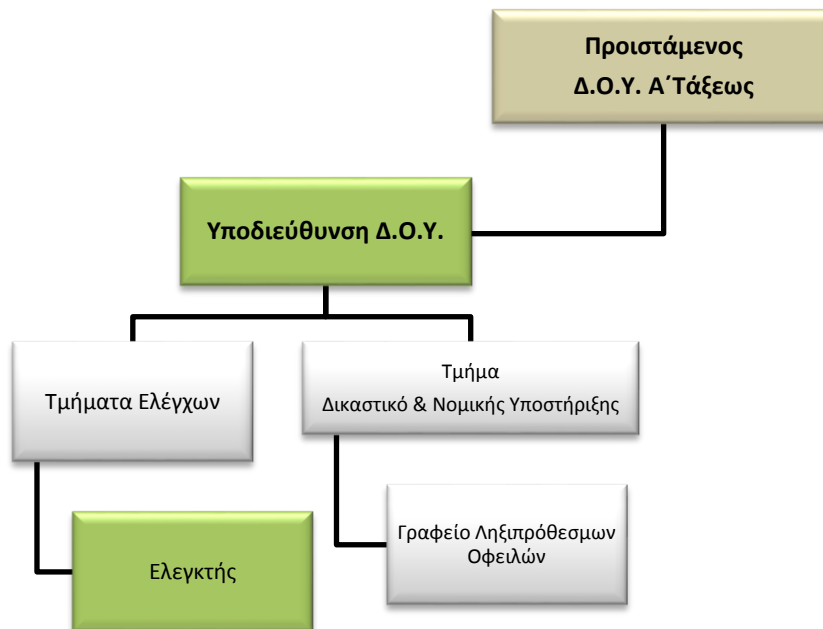 Προιστάμενος
Δ.Ο.Υ. Α΄Τάξεως
Υποδιεύθυνση Δ.Ο.Υ.
Τμήματα Ελέγχων
Τμήμα
Δικαστικό & Νομικής Υποστήριξης
Ελεγκτής
Γραφείο Ληξιπρόθεσμων
Οφειλών